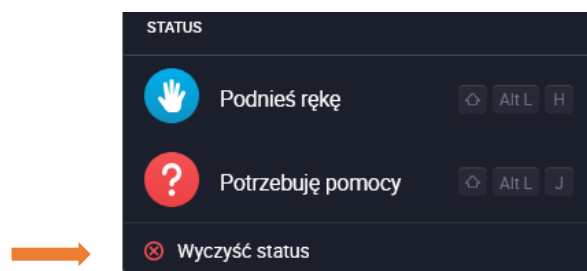 STATUS
Podnieś rękę Alt L H
? Potrzebuję pomocy Alt L J
Wyczyść status